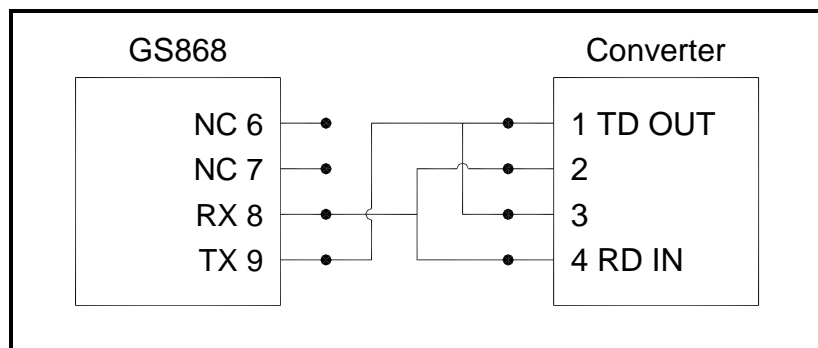 GS868
Converter
NC 6
NC 7
RX 8
TX 9
1 TD OUT
2
3
4 RD IN